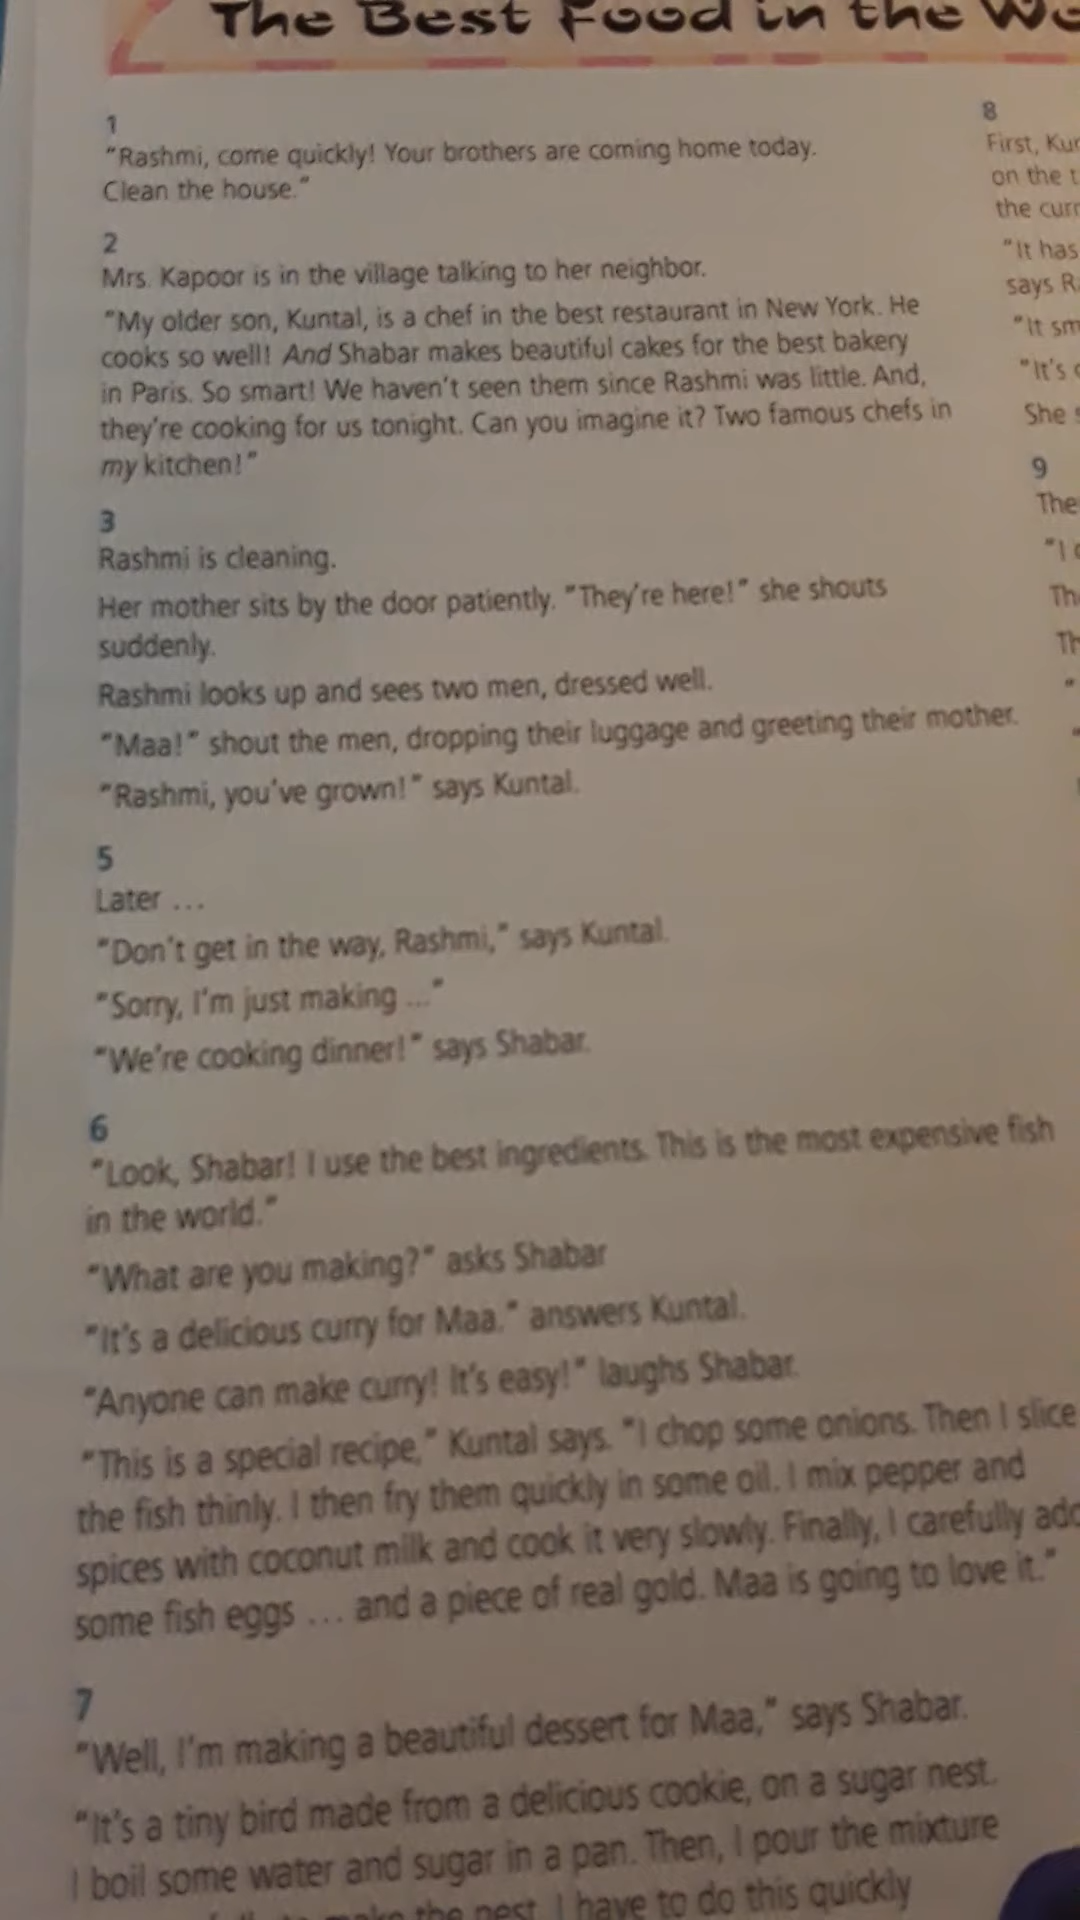 The Best Food in the
1
"Rashmi, come quickly! Your brothers are coming home today.
Clean the house."
2
Mrs. Kapoor is in the village talking to her neighbor.
"My older son, Kuntal, is a chef in the best restaurant in New York. He
cooks so well! And Shabar makes beautiful cakes for the best bakery
in Paris. So smart! We haven't seen them since Rashmi was little. And,
they're cooking for us tonight. Can you imagine it? Two famous chefs in
my kitchen!"
3
Rashmi is cleaning.
Her mother sits by the door patiently. "They're here!" she shouts
suddenly.
Rashmi looks up and sees two men, dressed well.
"Maa!" shout the men, dropping their luggage and greeting their mother.
"Rashmi, you've grown!" says Kuntal.
5
Later ...
"Don't get in the way, Rashmi," says Kuntal.
"Sorry, I'm just making ..."
"We're cooking dinner!" says Shabar.
6
"Look, Shabar! I use the best ingredients. This is the most expensive fish
in the world."
"What are you making?" asks Shabar
"It's a delicious curry for Maa." answers Kuntal.
"Anyone can make curry! It's easy!" laughs Shabar.
"This is a special recipe," Kuntal says. "I chop some onions. Then I slice
the fish thinly. I then fry them quickly in some oil. I mix pepper and
spices with coconut milk and cook it very slowly. Finally, I carefully
some fish eggs ... and a piece of real gold. Maa is going to love it."
7
"Well, I'm making a beautiful dessert for Maa," says Shabar.
"It's a tiny bird made from a delicious cookie, on a sugar nest.
I boil some water and sugar in a pan. Then, I pour the mixture
make the nest. I have to do this quickly
8
First,
on the
the
"It has
says
"It
"It's
She
9
The
"I